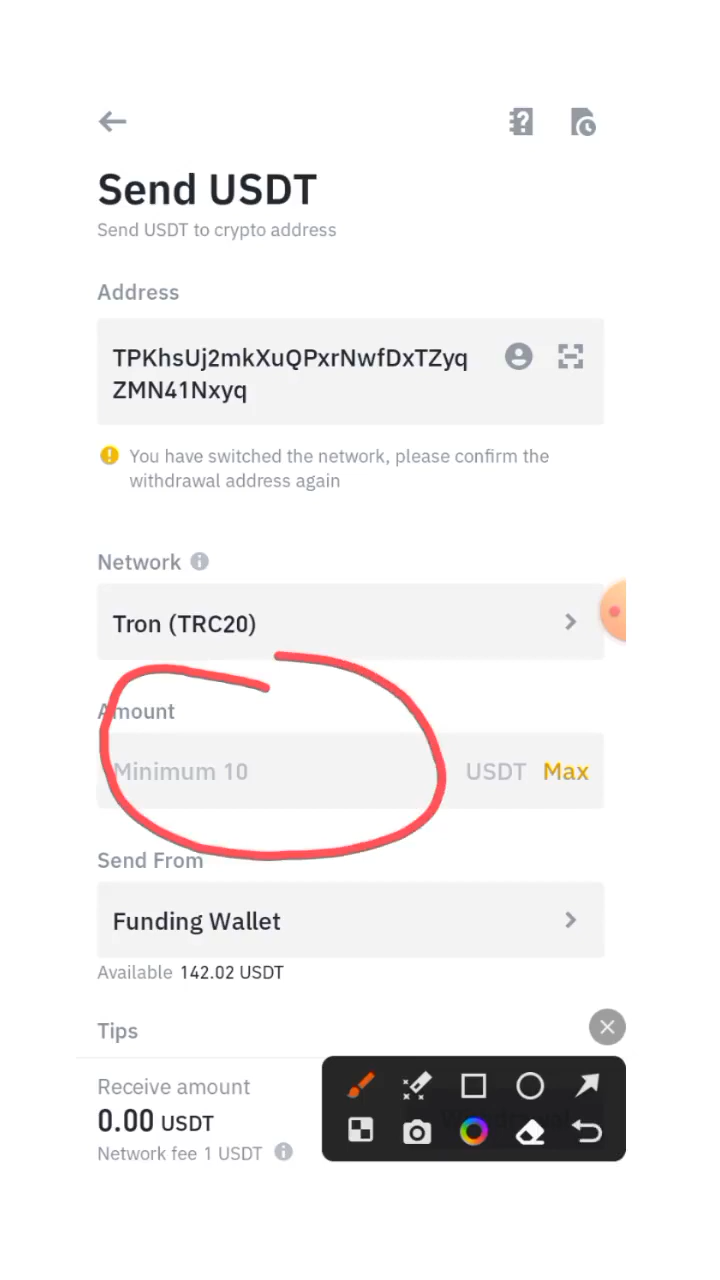 Send USDT
Send USDT to crypto address
Address
TPKhsUj2mkXuQPxrNwfDxTZyq
ZMN41Nxyq
You have switched the network, please confirm the
withdrawal address again
Network
Tron (TRC20)
Amount
Minimum 10 USDT Max
Send From
Funding Wallet
Available 142.02 USDT
Tips
Receive amount
0.00 USDT
Network fee 1 USDT